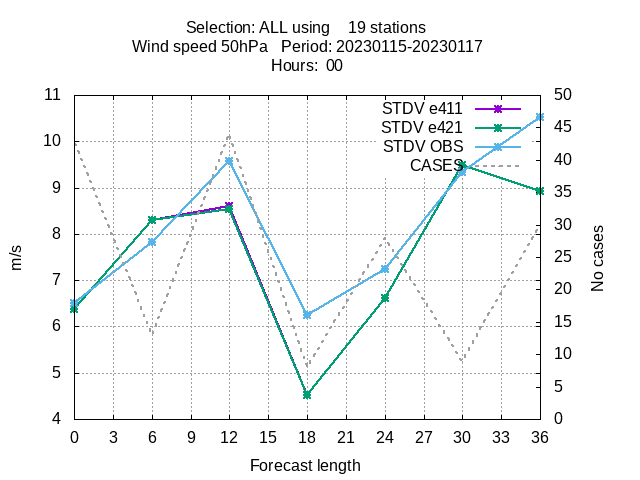 Selection: ALL using    19 stations
Wind speed 50hPa   Period: 20230115-20230117
Hours:  00
STDV e411
STDV e421
STDV OBS
CASES
11
10
9
8
7
6
5
4
m/s
50
45
40
35
30
25
20
15
10
5
0
No cases
0 3 6 9 12 15 18 21 24 27 30 33 36
Forecast length